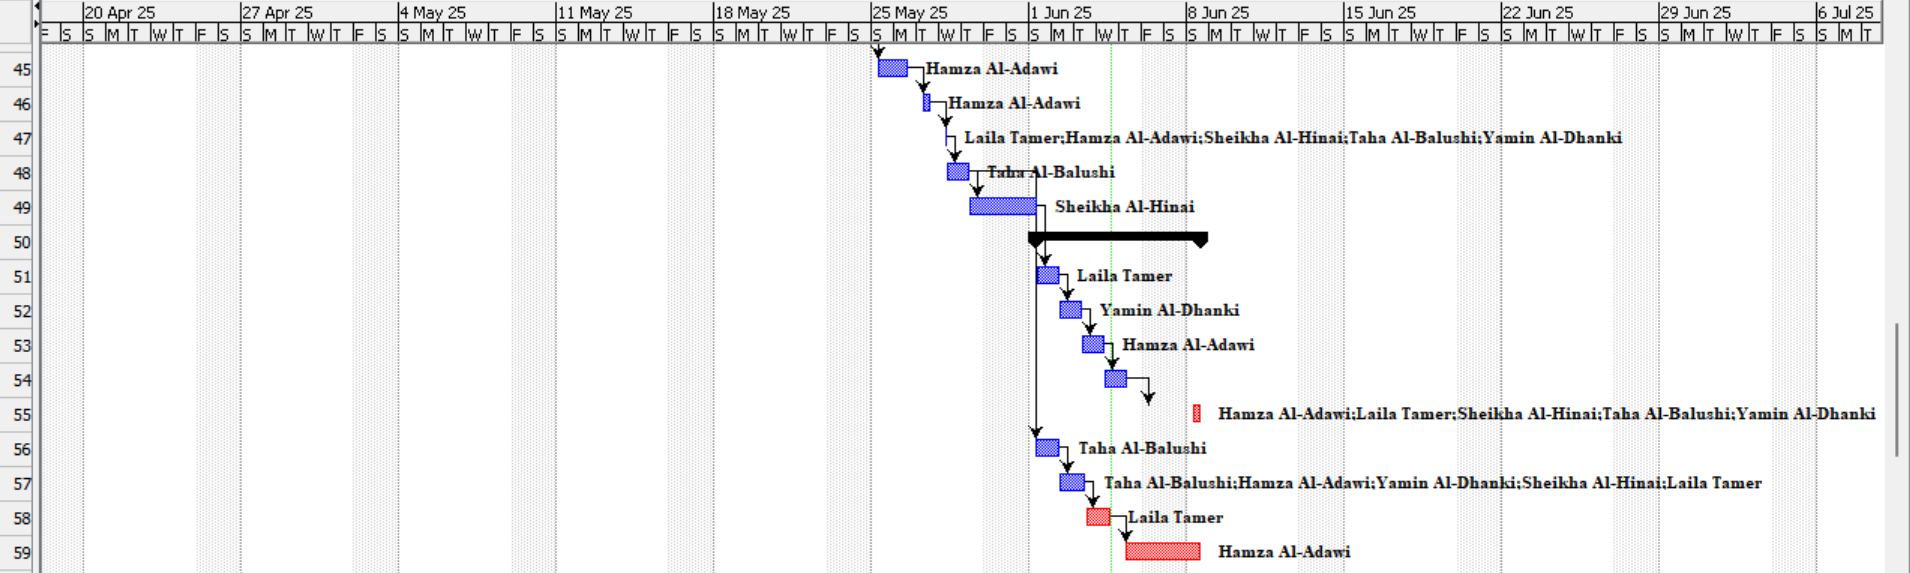 20 Apr 25 27 Apr 25 4 May 25 11 May 25 18 May 25 25 May 25 1 Jun 25 8 Jun 25 15 Jun 25 22 Jun 25 29 Jun 25 6 Jul 25
F S S M T W T F S S M T W T F S S M T W T F S S M T W T F S S M T W T F S S M T W T F S S M T W T F S S M T W T F S S M T W T F S S M T W T F S S M T W T F S S M T
45 Hamza Al-Adawi
46 Hamza Al-Adawi
47 Laila Tamer;Hamza Al-Adawi;Sheikha Al-Hinai;Taha Al-Balushi;Yamin Al-Dhanki
48 Taha Al-Balushi
49 Sheikha Al-Hinai
50
51 Laila Tamer
52 Yamin Al-Dhanki
53 Hamza Al-Adawi
54
55 Hamza Al-Adawi;Laila Tamer;Sheikha Al-Hinai;Taha Al-Balushi;Yamin Al-Dhanki
56 Taha Al-Balushi
57 Taha Al-Balushi;Hamza Al-Adawi;Yamin Al-Dhanki;Sheikha Al-Hinai;Laila Tamer
58 Laila Tamer
59 Hamza Al-Adawi